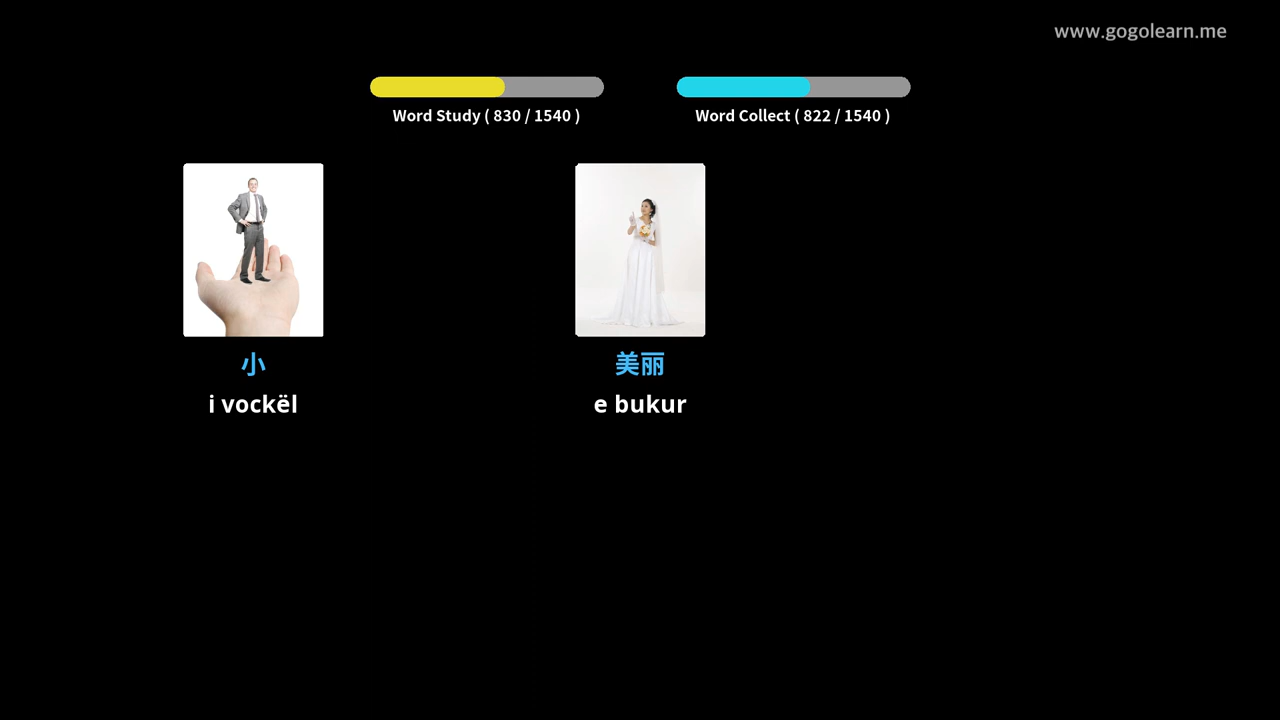 www.gogolearn.me
Word Study ( 830 / 1540 )
Word Collect ( 822 / 1540 )
小
i vockël
美丽
e bukur